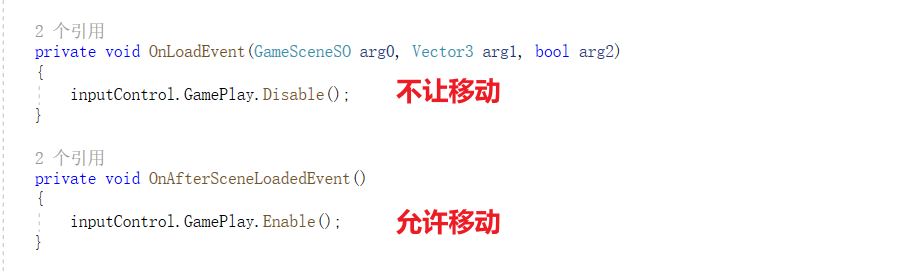 2 个引用
private void OnLoadEvent(GameSceneSO arg0, Vector3 arg1, bool arg2)
{
inputControl.GamePlay.Disable(); 不让移动
}
2 个引用
private void OnAfterSceneLoadedEvent()
{
inputControl.GamePlay.Enable(); 允许移动
}